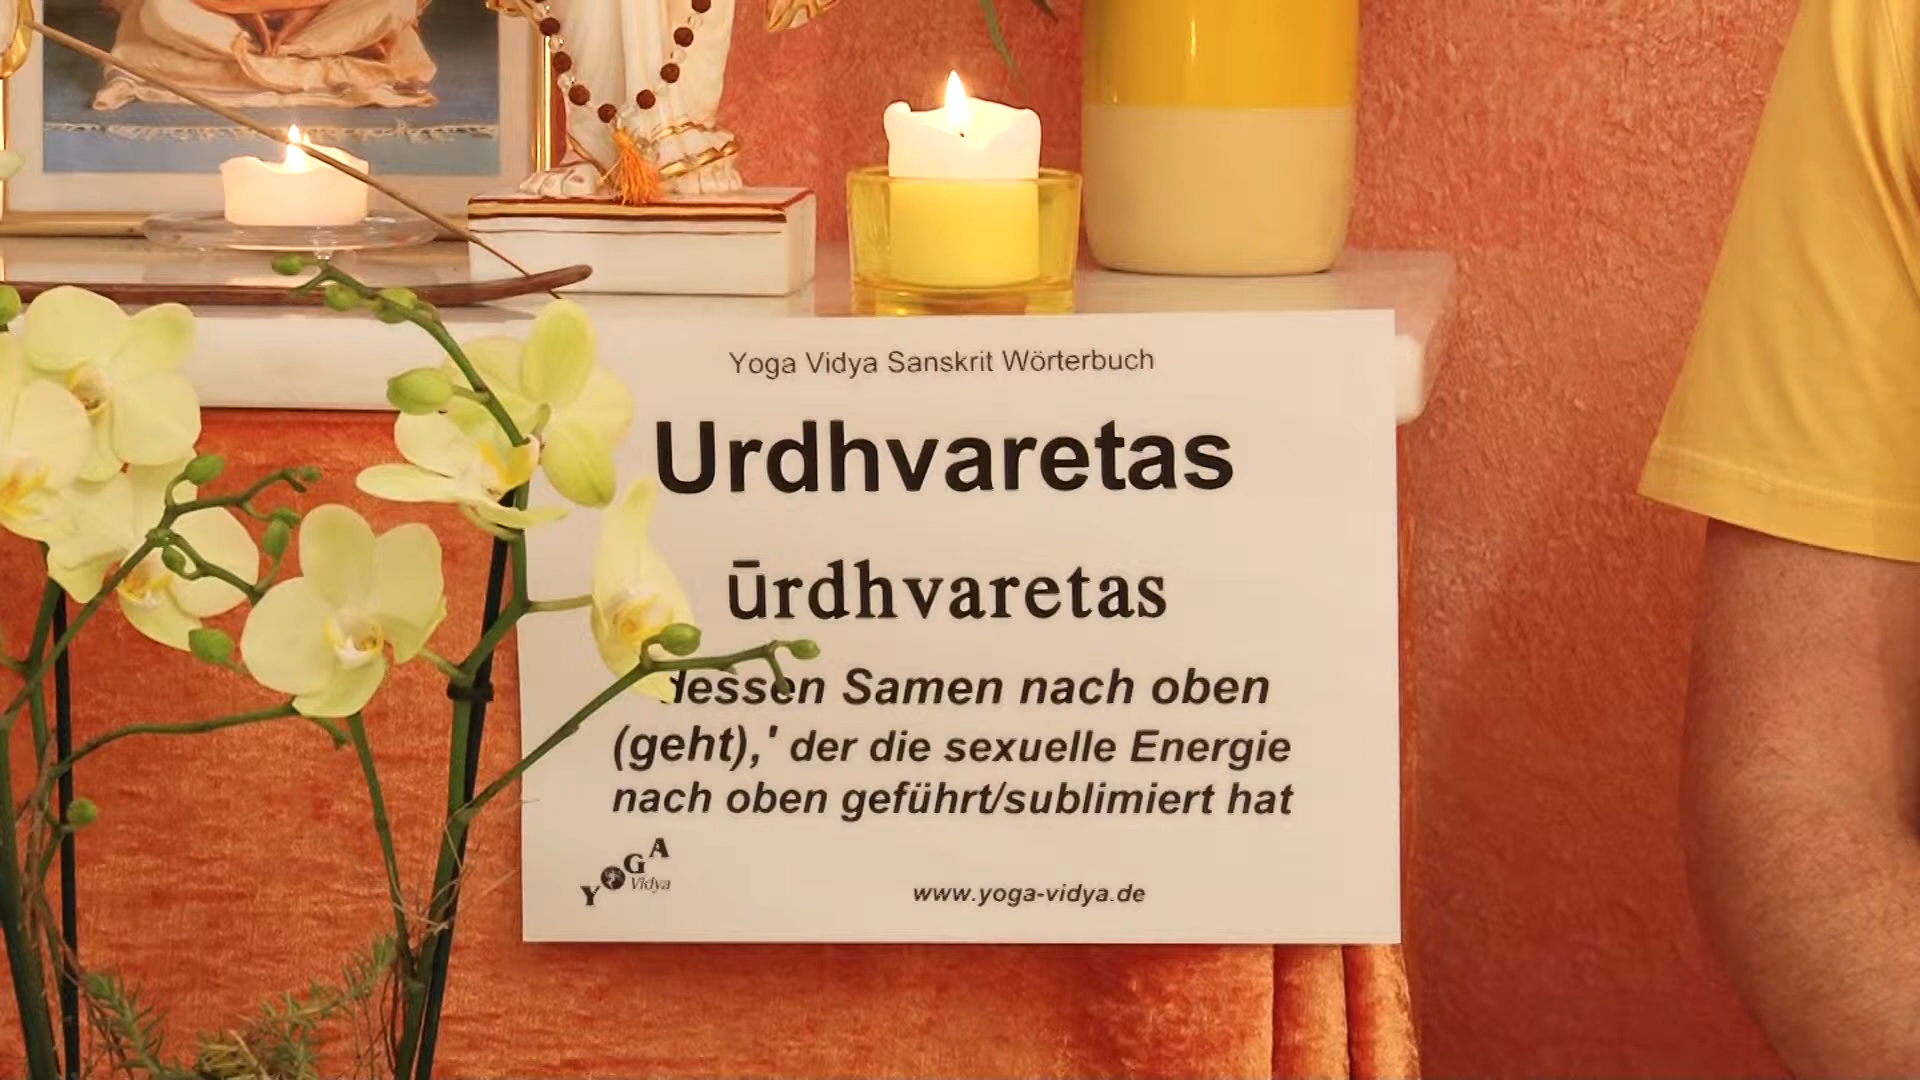 Yoga Vidya Sanskrit Wörterbuch
Urdhvaretas
ūrdhvaretas
dessen Samen nach oben
(geht),' der die sexuelle Energie
nach oben geführt/sublimiert hat
YOGA
Vidya
www.yoga-vidya.de